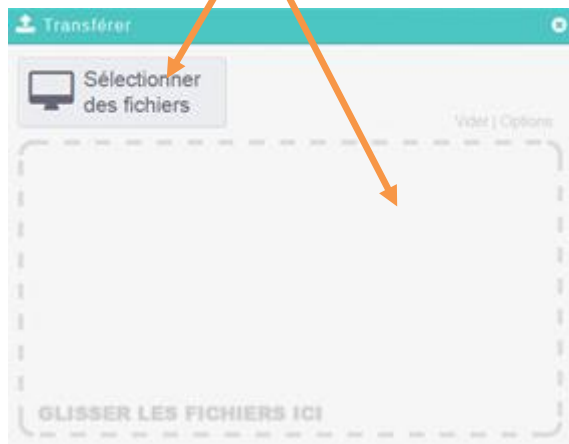 Transférer
Sélectionner
des fichiers
Vider | Options
GLISSER LES FICHIERS ICI